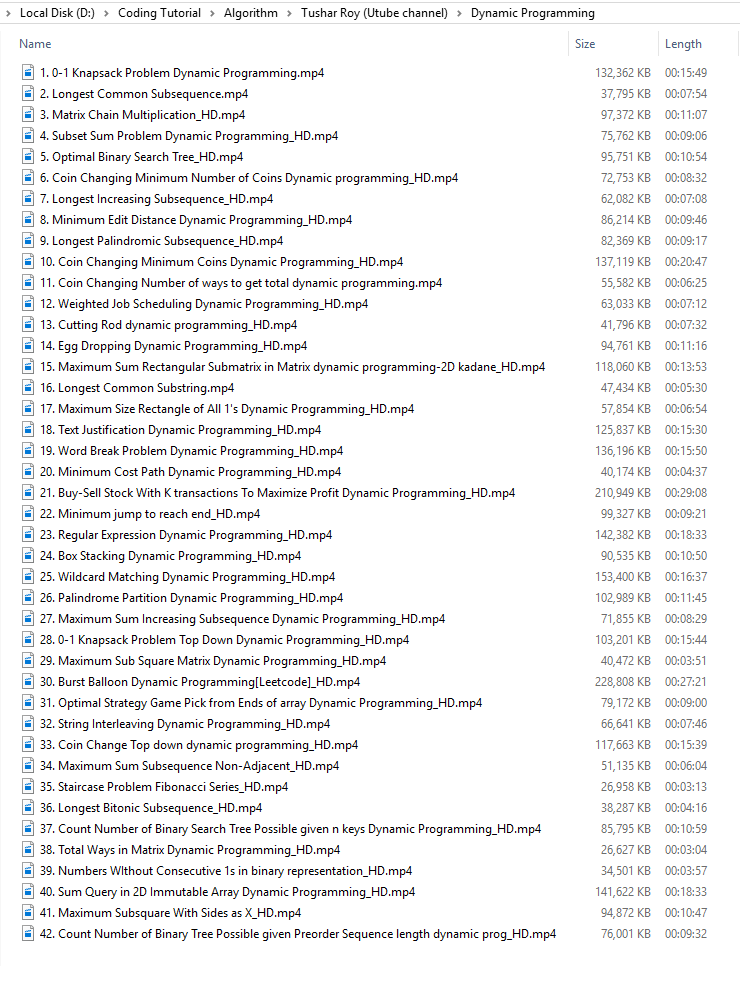 Local Disk (D:) > Coding Tutorial > Algorithm > Tushar Roy (Utube channel) > Dynamic Programming
Name Size Length
1. 0-1 Knapsack Problem Dynamic Programming.mp4 132,362 KB 00:15:49
2. Longest Common Subsequence.mp4 37,795 KB 00:07:54
3. Matrix Chain Multiplication_HD.mp4 97,372 KB 00:11:07
4. Subset Sum Problem Dynamic Programming_HD.mp4 75,762 KB 00:09:06
5. Optimal Binary Search Tree_HD.mp4 95,751 KB 00:10:54
6. Coin Changing Minimum Number of Coins Dynamic programming_HD.mp4 72,753 KB 00:08:32
7. Longest Increasing Subsequence_HD.mp4 62,082 KB 00:07:08
8. Minimum Edit Distance Dynamic Programming_HD.mp4 86,214 KB 00:09:46
9. Longest Palindromic Subsequence_HD.mp4 82,369 KB 00:09:17
10. Coin Changing Minimum Coins Dynamic Programming_HD.mp4 137,119 KB 00:20:47
11. Coin Changing Number of ways to get total dynamic programming.mp4 55,582 KB 00:06:25
12. Weighted Job Scheduling Dynamic Programming_HD.mp4 63,033 KB 00:07:12
13. Cutting Rod dynamic programming_HD.mp4 41,796 KB 00:07:32
14. Egg Dropping Dynamic Programming_HD.mp4 94,761 KB 00:11:16
15. Maximum Sum Rectangular Submatrix in Matrix dynamic programming-2D kadane_HD.mp4 118,060 KB 00:13:53
16. Longest Common Substring.mp4 47,434 KB 00:05:30
17. Maximum Size Rectangle of All 1's Dynamic Programming_HD.mp4 57,854 KB 00:06:54
18. Text Justification Dynamic Programming_HD.mp4 125,837 KB 00:15:30
19. Word Break Problem Dynamic Programming_HD.mp4 136,196 KB 00:15:50
20. Minimum Cost Path Dynamic Programming_HD.mp4 40,174 KB 00:04:37
21. Buy-Sell Stock With K transactions To Maximize Profit Dynamic Programming_HD.mp4 210,949 KB 00:29:08
22. Minimum jump to reach end_HD.mp4 99,327 KB 00:09:21
23. Regular Expression Dynamic Programming_HD.mp4 142,382 KB 00:18:33
24. Box Stacking Dynamic Programming_HD.mp4 90,535 KB 00:10:50
25. Wildcard Matching Dynamic Programming_HD.mp4 153,400 KB 00:16:37
26. Palindrome Partition Dynamic Programming_HD.mp4 102,989 KB 00:11:45
27. Maximum Sum Increasing Subsequence Dynamic Programming_HD.mp4 71,855 KB 00:08:29
28. 0-1 Knapsack Problem Top Down Dynamic Programming_HD.mp4 103,201 KB 00:15:44
29. Maximum Sub Square Matrix Dynamic Programming_HD.mp4 40,472 KB 00:03:51
30. Burst Balloon Dynamic Programming[Leetcode]_HD.mp4 228,808 KB 00:27:21
31. Optimal Strategy Game Pick from Ends of array Dynamic Programming_HD.mp4 79,172 KB 00:09:00
32. String Interleaving Dynamic Programming_HD.mp4 66,641 KB 00:07:46
33. Coin Change Top down dynamic programming_HD.mp4 117,663 KB 00:15:39
34. Maximum Sum Subsequence Non-Adjacent_HD.mp4 51,135 KB 00:06:04
35. Staircase Problem Fibonacci Series_HD.mp4 26,958 KB 00:03:13
36. Longest Bitonic Subsequence_HD.mp4 38,287 KB 00:04:16
37. Count Number of Binary Search Tree Possible given n keys Dynamic Programming_HD.mp4 85,795 KB 00:10:59
38. Total Ways in Matrix Dynamic Programming_HD.mp4 26,627 KB 00:03:04
39. Numbers WIthout Consecutive 1s in binary representation_HD.mp4 34,501 KB 00:03:57
40. Sum Query in 2D Immutable Array Dynamic Programming_HD.mp4 141,622 KB 00:18:33
41. Maximum Subsquare With Sides as X_HD.mp4 94,872 KB 00:10:47
42. Count Number of Binary Tree Possible given Preorder Sequence length dynamic prog_HD.mp4 76,001 KB 00:09:32